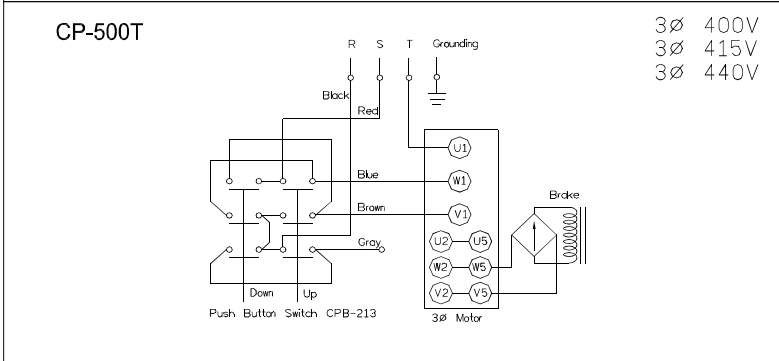 CP-500T
3Ø 400V
3Ø 415V
3Ø 440V
R S T Grounding
Black
Red
U1
Blue
W1
Brown
V1
Brake
Gray
U2 U5
W2 W5
V2 V5
Down Up
Push Button Switch CPB-213
3Ø Motor